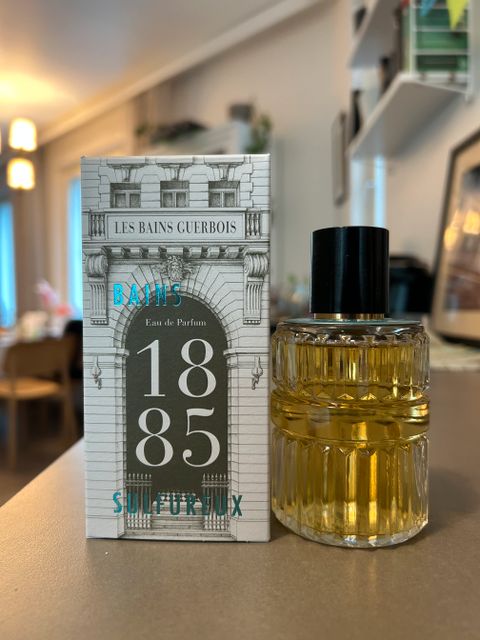 LES BAINS GUERBOIS
BAINS
Eau de Parfum
18
85
SULFUREUX